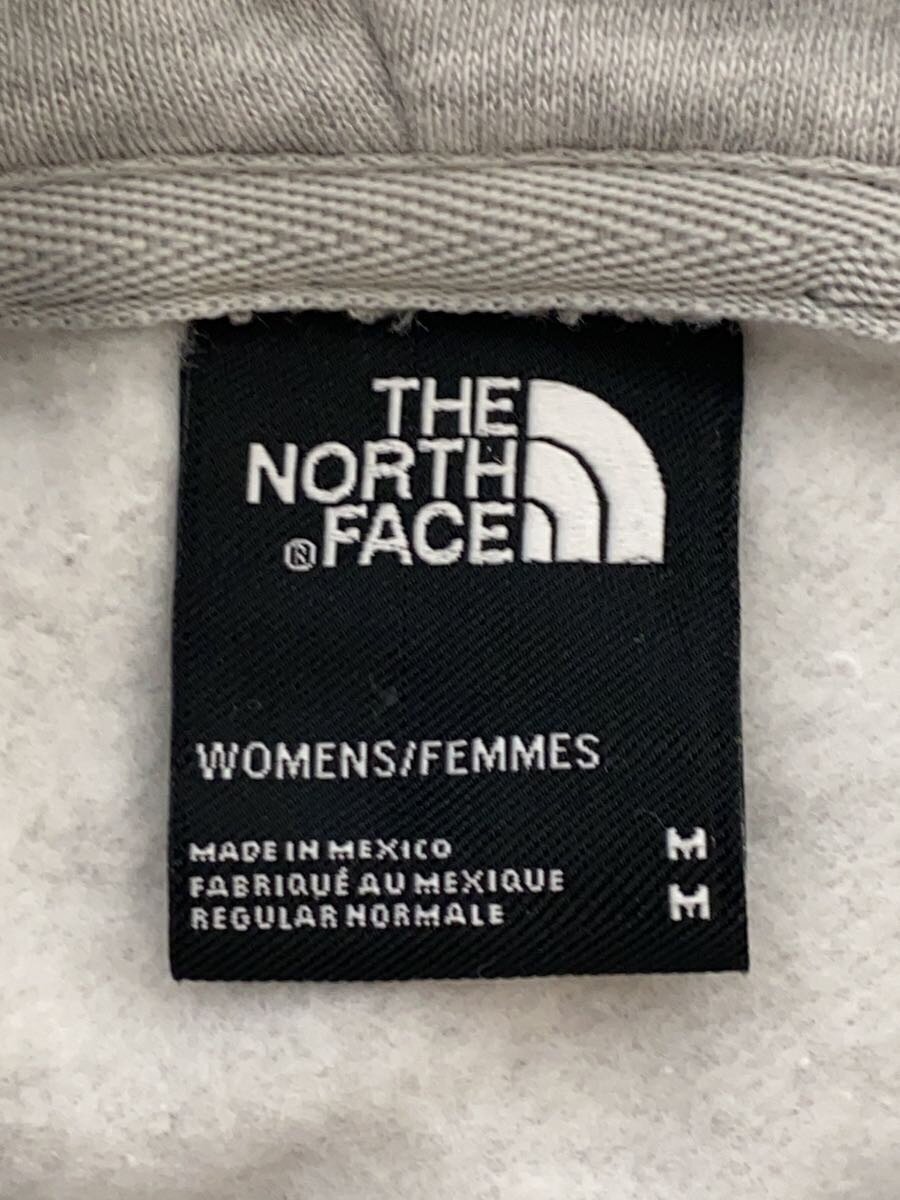 THE
NORTH
®FACE
WOMENS/FEMMES
MADE IN MEXICO M
FABRIQUÉ AU MEXIQUE
REGULAR NORMALE M